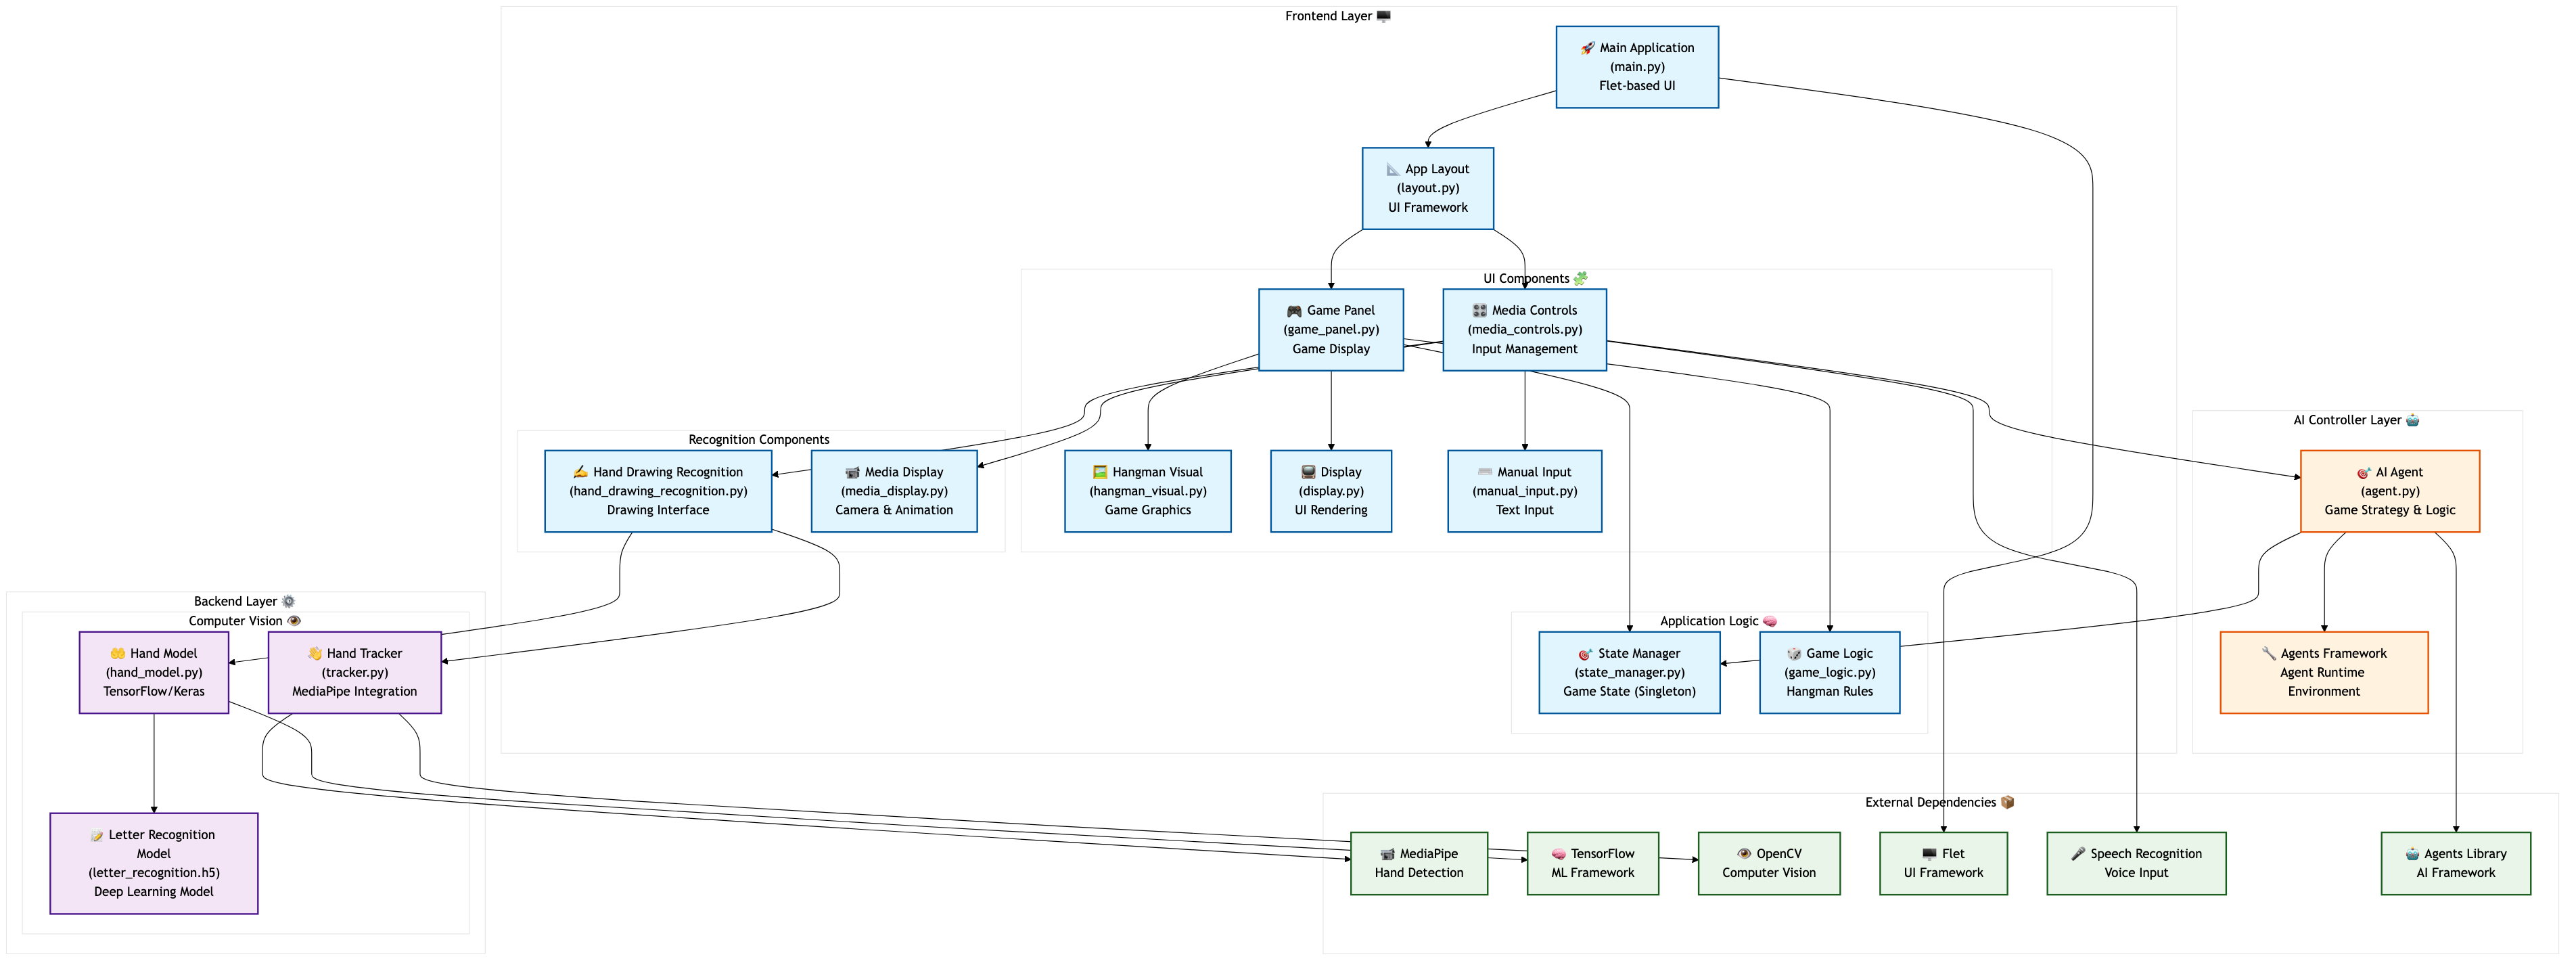 Frontend Layer 🖥️
🚀 Main Application
(main.py)
Flet-based UI
📐 App Layout
(layout.py)
UI Framework
UI Components 🧩
🎮 Game Panel
(game_panel.py)
Game Display
🎛️ Media Controls
(media_controls.py)
Input Management
Recognition Components
✍️ Hand Drawing Recognition
(hand_drawing_recognition.py)
Drawing Interface
📹 Media Display
(media_display.py)
Camera & Animation
🖼️ Hangman Visual
(hangman_visual.py)
Game Graphics
📺 Display
(display.py)
UI Rendering
⌨️ Manual Input
(manual_input.py)
Text Input
AI Controller Layer 🤖
🎯 AI Agent
(agent.py)
Game Strategy & Logic
Backend Layer ⚙️
Computer Vision 👁️
🤲 Hand Model
(hand_model.py)
TensorFlow/Keras
👋 Hand Tracker
(tracker.py)
MediaPipe Integration
Application Logic 🧠
🎯 State Manager
(state_manager.py)
Game State (Singleton)
🎲 Game Logic
(game_logic.py)
Hangman Rules
🔧 Agents Framework
Agent Runtime
Environment
📝 Letter Recognition
Model
(letter_recognition.h5)
Deep Learning Model
External Dependencies 📦
📹 MediaPipe
Hand Detection
🧠 TensorFlow
ML Framework
👁️ OpenCV
Computer Vision
🖥️ Flet
UI Framework
🎤 Speech Recognition
Voice Input
🤖 Agents Library
AI Framework